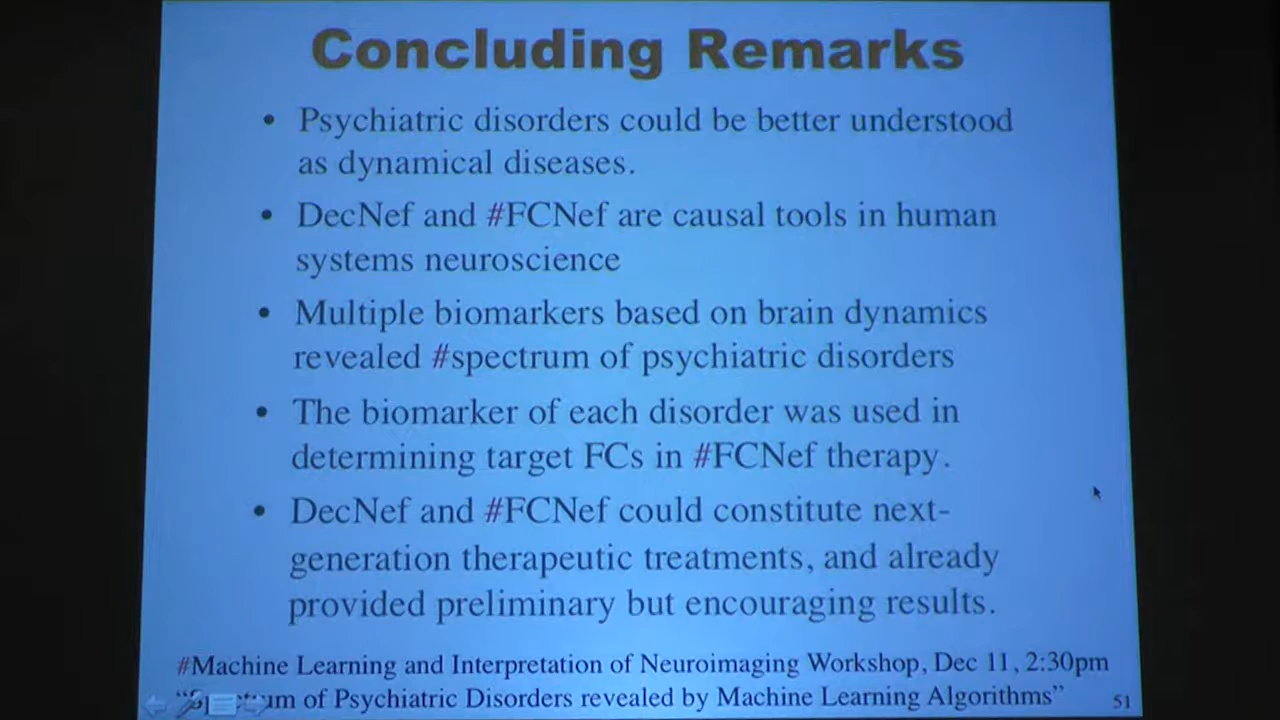 Concluding Remarks
• Psychiatric disorders could be better understood
as dynamical diseases.
• DecNef and #FCNef are causal tools in human
systems neuroscience
• Multiple biomarkers based on brain dynamics
revealed #spectrum of psychiatric disorders
• The biomarker of each disorder was used in
determining target FCs in #FCNef therapy.
• DecNef and #FCNef could constitute next-
generation therapeutic treatments, and already
provided preliminary but encouraging results.
#Machine Learning and Interpretation of Neuroimaging Workshop, Dec 11, 2:30pm
“Spectrum of Psychiatric Disorders revealed by Machine Learning Algorithms”
51